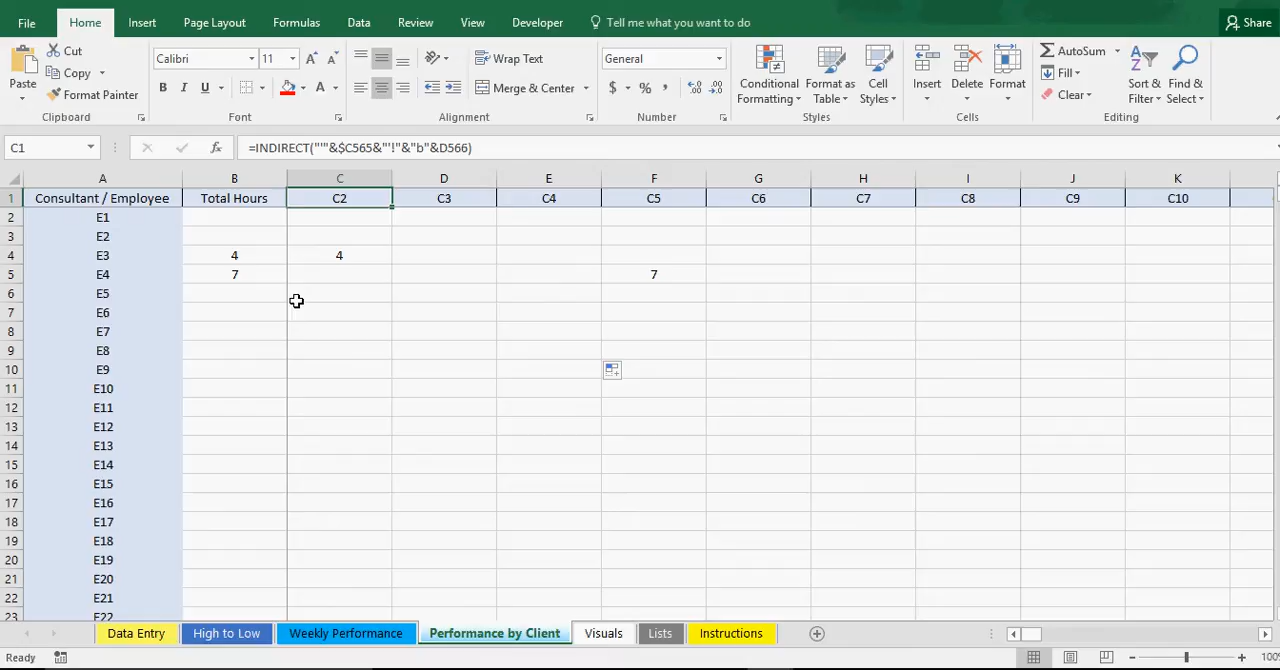 File Home Insert Page Layout Formulas Data Review View Developer Tell me what you want to do Share
Paste Cut Copy Format Painter Clipboard
Calibri 11 A A B I U A Font
Wrap Text Merge & Center Alignment
General $ % , Number
Conditional Formatting Format as Table Cell Styles Styles
Insert Delete Format Cells
AutoSum Fill Clear Sort & Filter Find & Select Editing
C1 fx =INDIRECT("'"&$C565&"'!"&"b"&D566)
A B C D E F G H I J K
1 Consultant / Employee Total Hours C2 C3 C4 C5 C6 C7 C8 C9 C10
2 E1
3 E2
4 E3 4 4
5 E4 7 7
6 E5
7 E6
8 E7
9 E8
10 E9
11 E10
12 E11
13 E12
14 E13
15 E14
16 E15
17 E16
18 E17
19 E18
20 E19
21 E20
22 E21
23 E22
Data Entry High to Low Weekly Performance Performance by Client Visuals Lists Instructions
Ready 100%